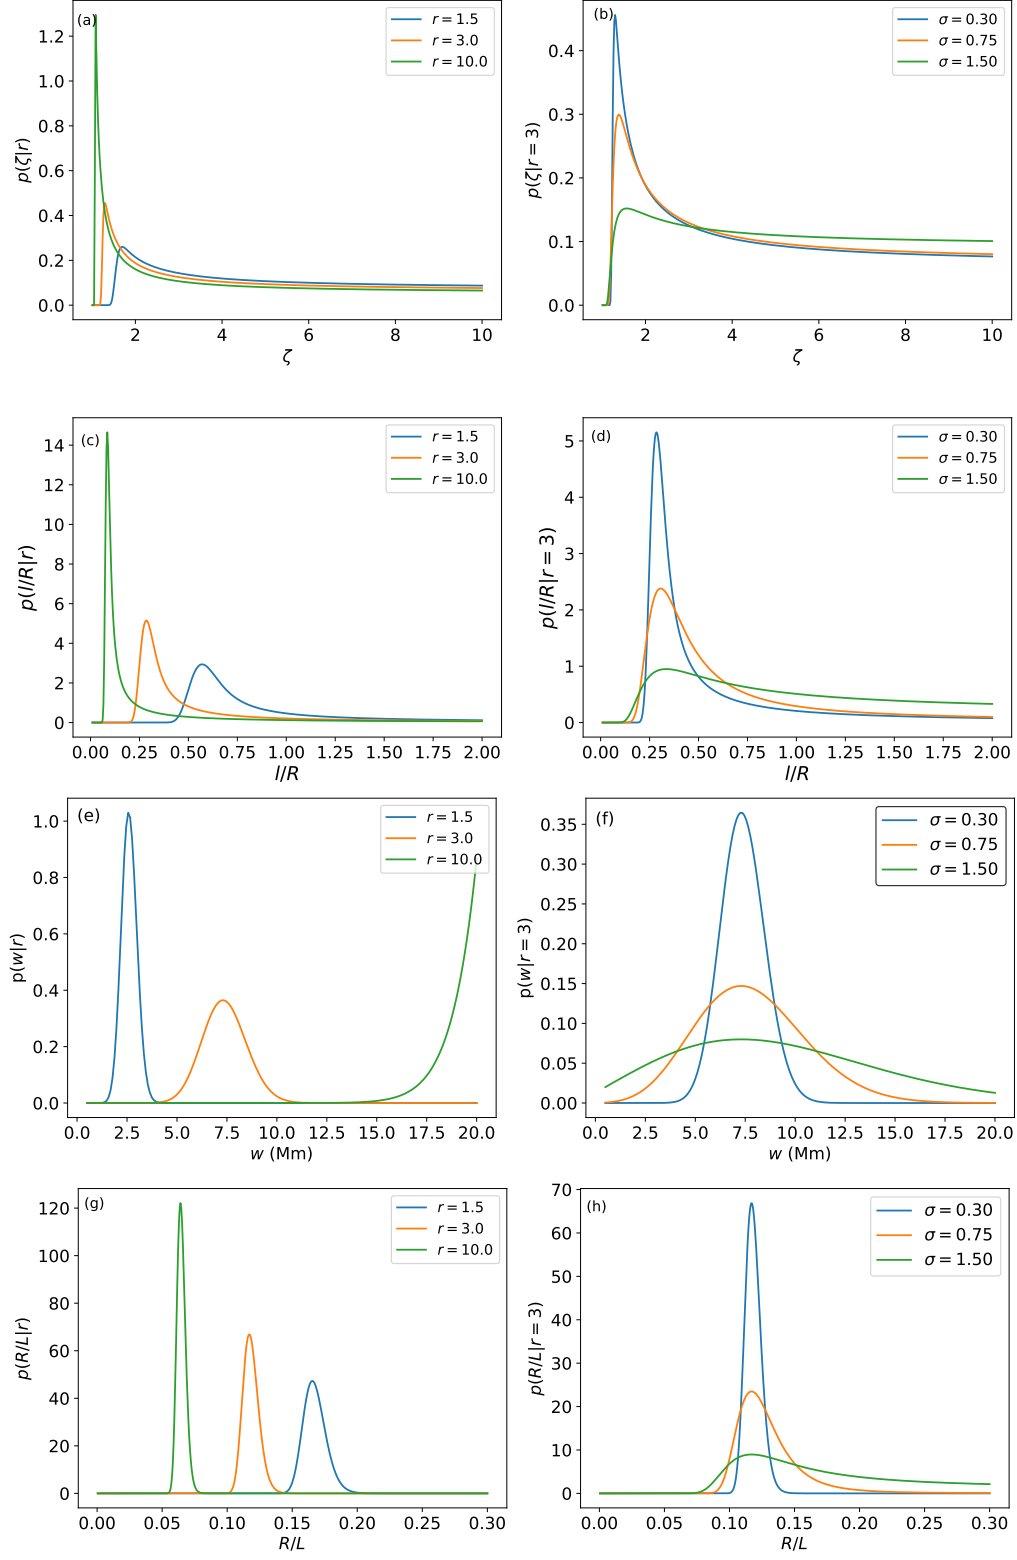 (a)
r = 1.5
r = 3.0
r = 10.0
p(ζ|r)
1.2
1.0
0.8
0.6
0.4
0.2
0.0
2 4 6 8 10
ζ
(b)
σ = 0.30
σ = 0.75
σ = 1.50
p(ζ|r = 3)
0.4
0.3
0.2
0.1
0.0
2 4 6 8 10
ζ
(c)
r = 1.5
r = 3.0
r = 10.0
p(l/R|r)
14
12
10
8
6
4
2
0
0.00 0.25 0.50 0.75 1.00 1.25 1.50 1.75 2.00
l/R
(d)
σ = 0.30
σ = 0.75
σ = 1.50
p(l/R|r = 3)
5
4
3
2
1
0
0.00 0.25 0.50 0.75 1.00 1.25 1.50 1.75 2.00
l/R
(e)
r = 1.5
r = 3.0
r = 10.0
p(w|r)
1.0
0.8
0.6
0.4
0.2
0.0
0.0 2.5 5.0 7.5 10.0 12.5 15.0 17.5 20.0
w (Mm)
(f)
σ = 0.30
σ = 0.75
σ = 1.50
p(w|r = 3)
0.35
0.30
0.25
0.20
0.15
0.10
0.05
0.00
0.0 2.5 5.0 7.5 10.0 12.5 15.0 17.5 20.0
w (Mm)
(g)
r = 1.5
r = 3.0
r = 10.0
p(R/L|r)
120
100
80
60
40
20
0
0.00 0.05 0.10 0.15 0.20 0.25 0.30
R/L
(h)
σ = 0.30
σ = 0.75
σ = 1.50
p(R/L|r = 3)
70
60
50
40
30
20
10
0
0.00 0.05 0.10 0.15 0.20 0.25 0.30
R/L